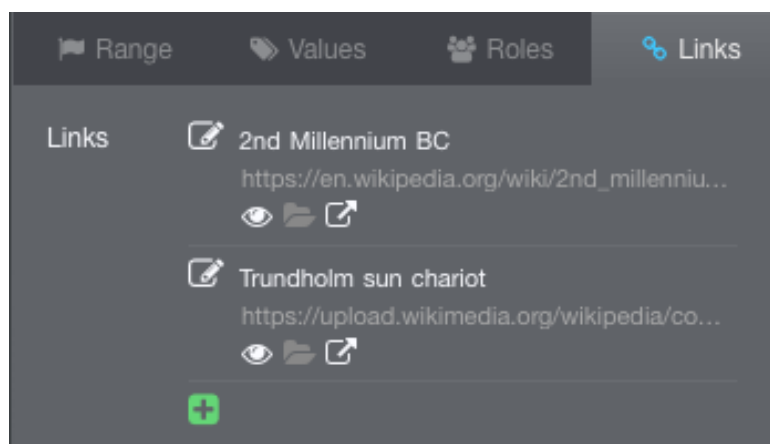 Range Values Roles Links
Links 2nd Millennium BC
https://en.wikipedia.org/wiki/2nd_millenniu...
Trundholm sun chariot
https://upload.wikimedia.org/wikipedia/co...